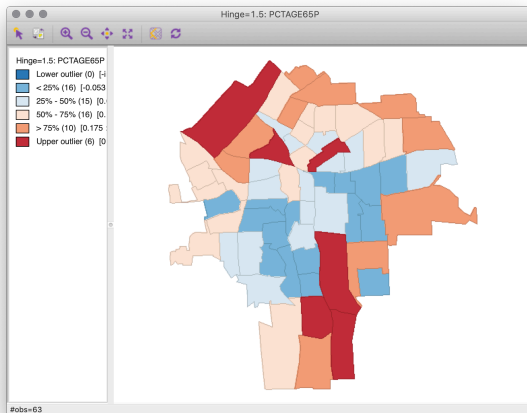 Hinge=1.5: PCTAGE65P
Hinge=1.5: PCTAGE65P
Lower outlier (0) [-i
< 25% (16) [-0.053
25% - 50% (15) [0.
50% - 75% (16) [0.
> 75% (10) [0.175
Upper outlier (6) [0
#obs=63